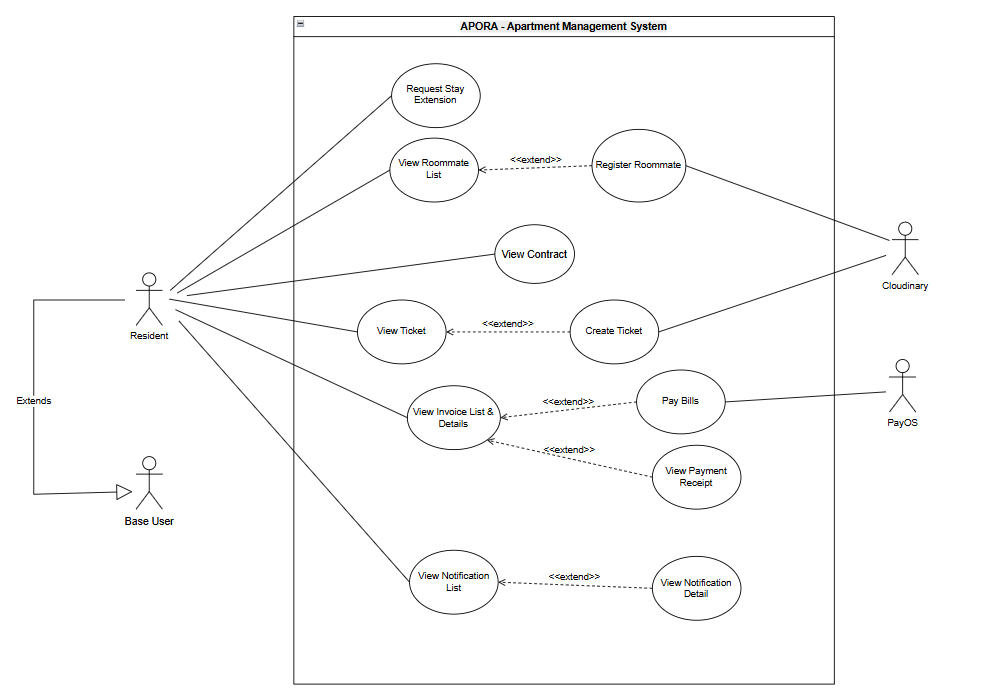 APORA - Apartment Management System
Request Stay
Extension
View Roommate
List
<<extend>>
Register Roommate
View Contract
Cloudinary
Resident
View Ticket
<<extend>>
Create Ticket
Extends
View Invoice List &
Details
<<extend>>
Pay Bills
PayOS
<<extend>>
View Payment
Receipt
Base User
View Notification
List
<<extend>>
View Notification
Detail